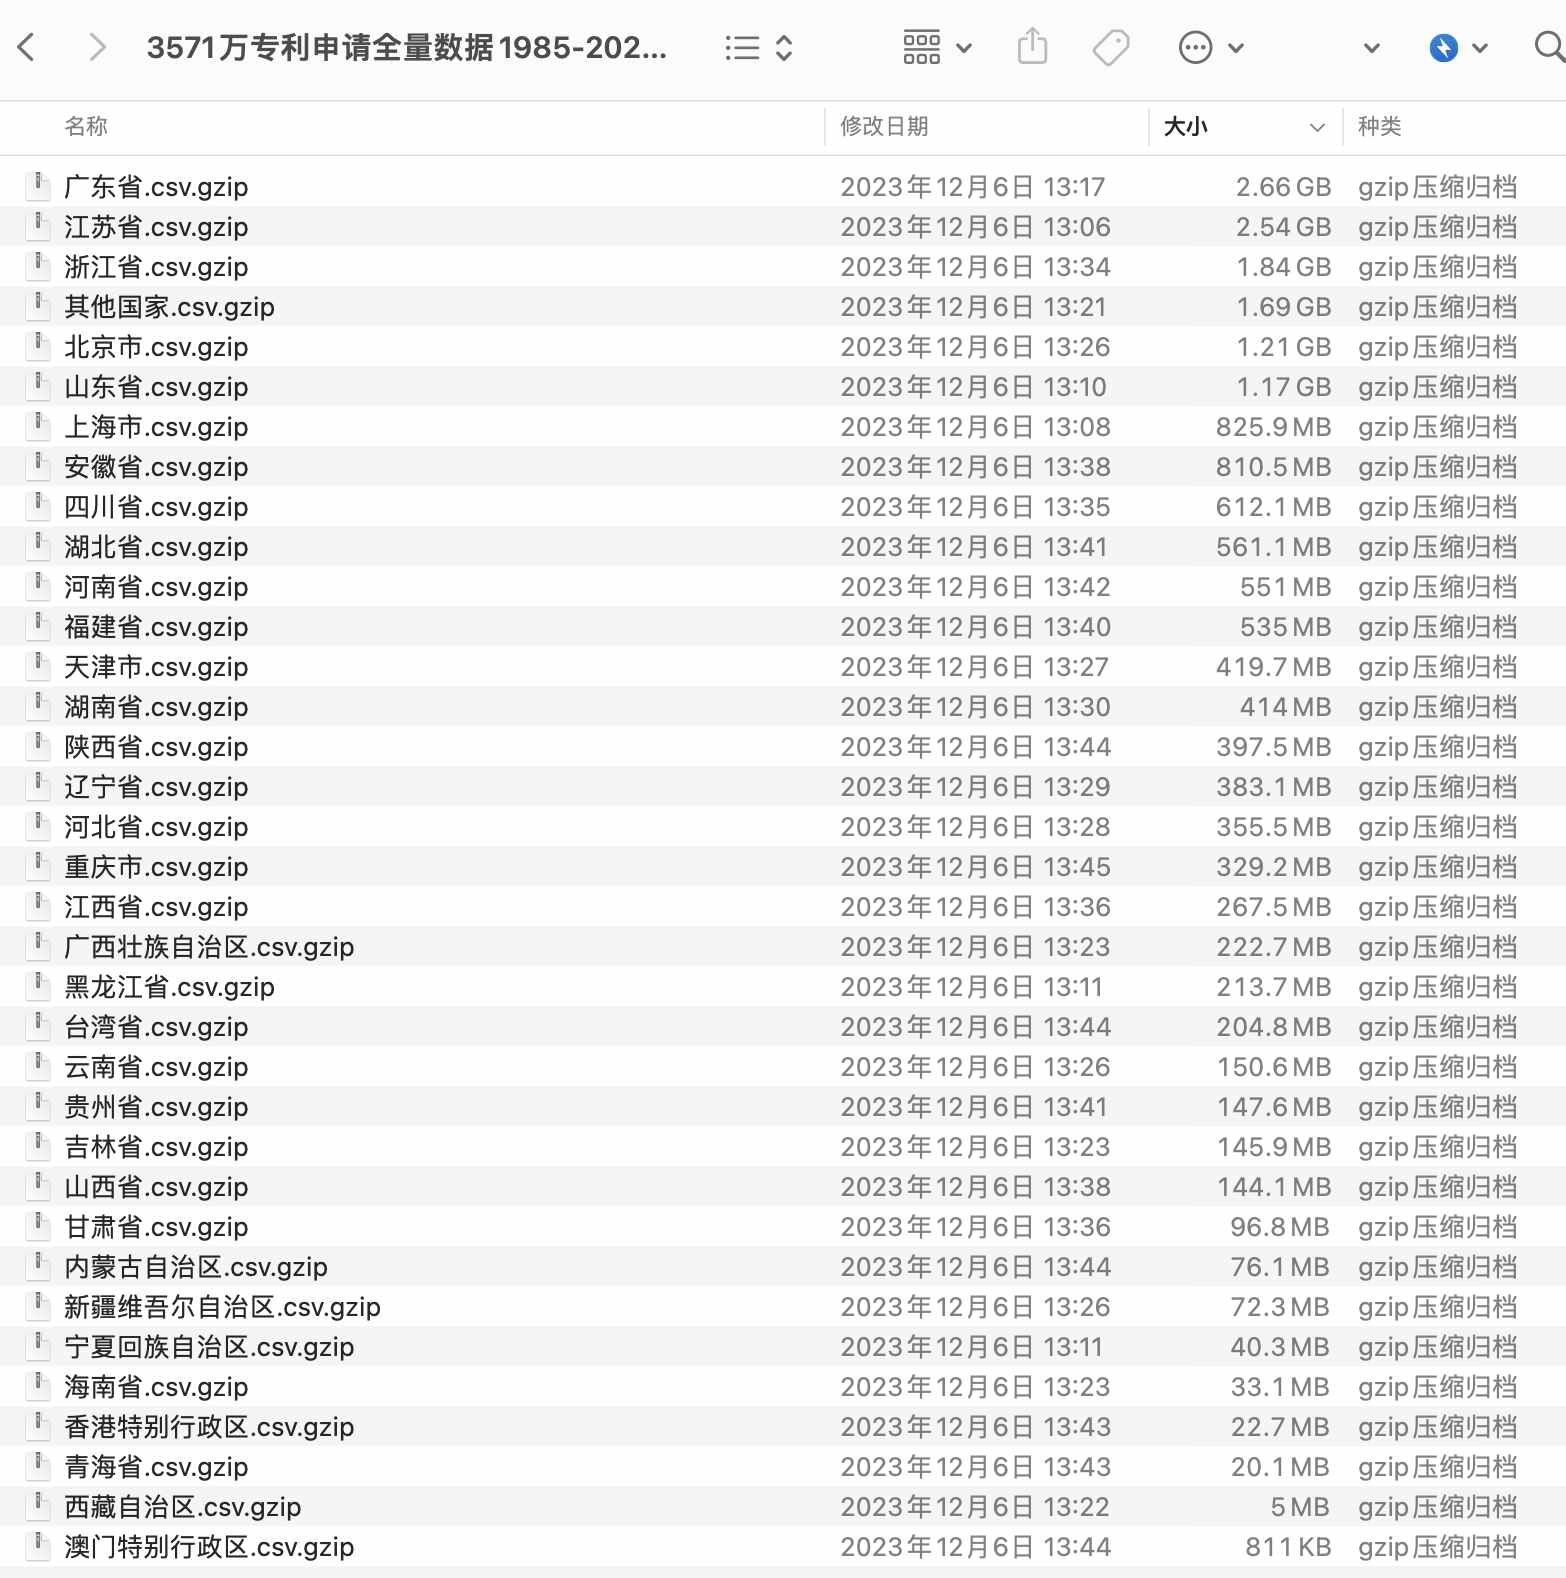 3571万专利申请全量数据1985-202...
名称 修改日期 大小 种类
广东省.csv.gzip 2023年12月6日 13:17 2.66 GB gzip压缩归档
江苏省.csv.gzip 2023年12月6日 13:06 2.54 GB gzip压缩归档
浙江省.csv.gzip 2023年12月6日 13:34 1.84 GB gzip压缩归档
其他国家.csv.gzip 2023年12月6日 13:21 1.69 GB gzip压缩归档
北京市.csv.gzip 2023年12月6日 13:26 1.21 GB gzip压缩归档
山东省.csv.gzip 2023年12月6日 13:10 1.17 GB gzip压缩归档
上海市.csv.gzip 2023年12月6日 13:08 825.9 MB gzip压缩归档
安徽省.csv.gzip 2023年12月6日 13:38 810.5 MB gzip压缩归档
四川省.csv.gzip 2023年12月6日 13:35 612.1 MB gzip压缩归档
湖北省.csv.gzip 2023年12月6日 13:41 561.1 MB gzip压缩归档
河南省.csv.gzip 2023年12月6日 13:42 551 MB gzip压缩归档
福建省.csv.gzip 2023年12月6日 13:40 535 MB gzip压缩归档
天津市.csv.gzip 2023年12月6日 13:27 419.7 MB gzip压缩归档
湖南省.csv.gzip 2023年12月6日 13:30 414 MB gzip压缩归档
陕西省.csv.gzip 2023年12月6日 13:44 397.5 MB gzip压缩归档
辽宁省.csv.gzip 2023年12月6日 13:29 383.1 MB gzip压缩归档
河北省.csv.gzip 2023年12月6日 13:28 355.5 MB gzip压缩归档
重庆市.csv.gzip 2023年12月6日 13:45 329.2 MB gzip压缩归档
江西省.csv.gzip 2023年12月6日 13:36 267.5 MB gzip压缩归档
广西壮族自治区.csv.gzip 2023年12月6日 13:23 222.7 MB gzip压缩归档
黑龙江省.csv.gzip 2023年12月6日 13:11 213.7 MB gzip压缩归档
台湾省.csv.gzip 2023年12月6日 13:44 204.8 MB gzip压缩归档
云南省.csv.gzip 2023年12月6日 13:26 150.6 MB gzip压缩归档
贵州省.csv.gzip 2023年12月6日 13:41 147.6 MB gzip压缩归档
吉林省.csv.gzip 2023年12月6日 13:23 145.9 MB gzip压缩归档
山西省.csv.gzip 2023年12月6日 13:38 144.1 MB gzip压缩归档
甘肃省.csv.gzip 2023年12月6日 13:36 96.8 MB gzip压缩归档
内蒙古自治区.csv.gzip 2023年12月6日 13:44 76.1 MB gzip压缩归档
新疆维吾尔自治区.csv.gzip 2023年12月6日 13:26 72.3 MB gzip压缩归档
宁夏回族自治区.csv.gzip 2023年12月6日 13:11 40.3 MB gzip压缩归档
海南省.csv.gzip 2023年12月6日 13:23 33.1 MB gzip压缩归档
香港特别行政区.csv.gzip 2023年12月6日 13:43 22.7 MB gzip压缩归档
青海省.csv.gzip 2023年12月6日 13:43 20.1 MB gzip压缩归档
西藏自治区.csv.gzip 2023年12月6日 13:22 5 MB gzip压缩归档
澳门特别行政区.csv.gzip 2023年12月6日 13:44 811 KB gzip压缩归档